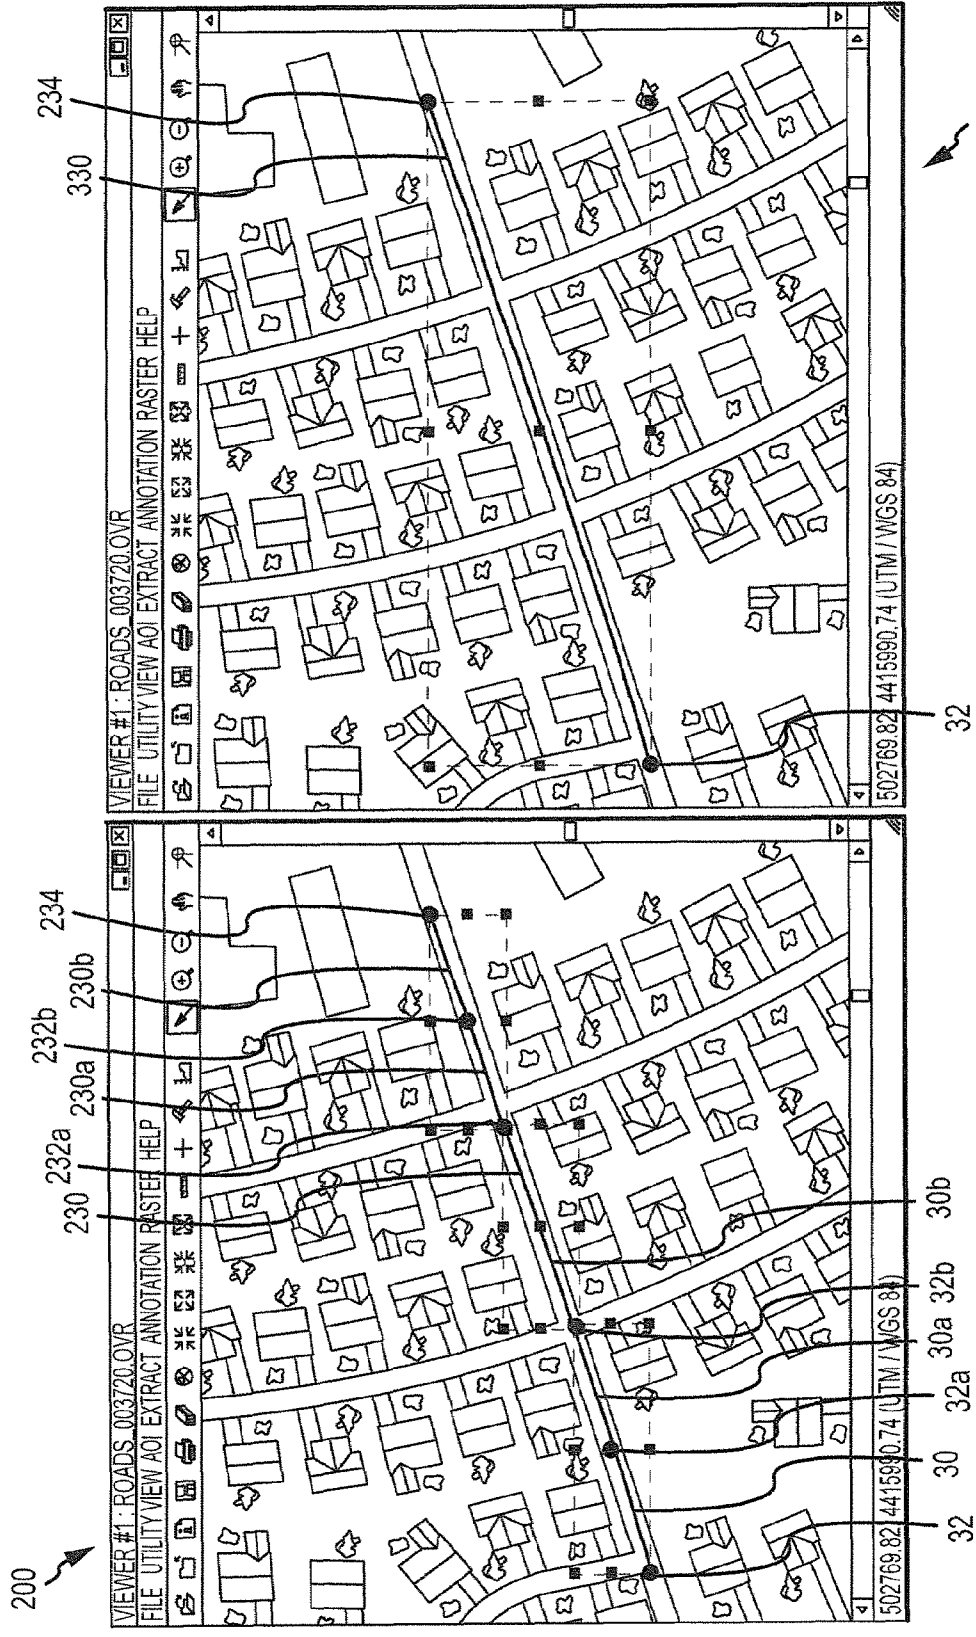 200
VIEWER #1 : ROADS_003720.OVR
FILE UTILITY VIEW AOI EXTRACT ANNOTATION RASTER HELP
230
232a
230a
232b
230b
234
502769.82, 4415990.74 (UTM / WGS 84)
32
30
32a
30a
32b
30b
VIEWER #1 : ROADS_003720.OVR
FILE UTILITY VIEW AOI EXTRACT ANNOTATION RASTER HELP
330
234
502769.82, 4415990.74 (UTM / WGS 84)
32